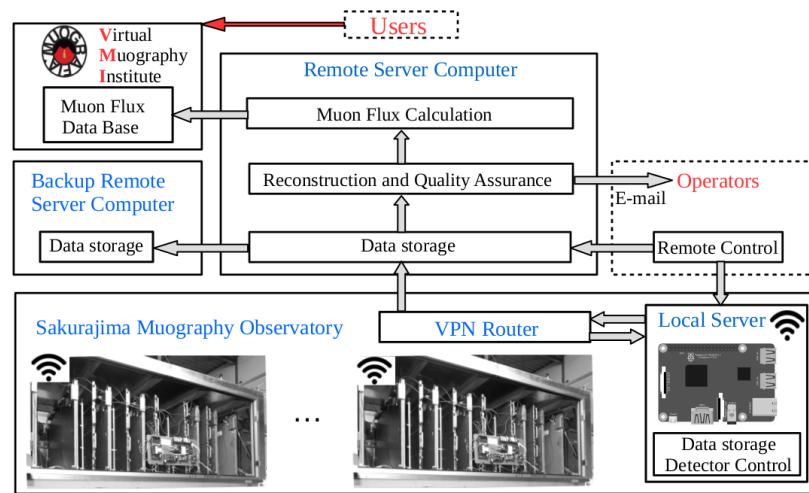 Users
Virtual
Muography
Institute
MUOGRAFIA
Muon Flux
Data Base
Remote Server Computer
Muon Flux Calculation
Reconstruction and Quality Assurance
Data storage
Backup Remote
Server Computer
Data storage
Operators
E-mail
Remote Control
Sakurajima Muography Observatory
VPN Router
Local Server
...
Data storage
Detector Control